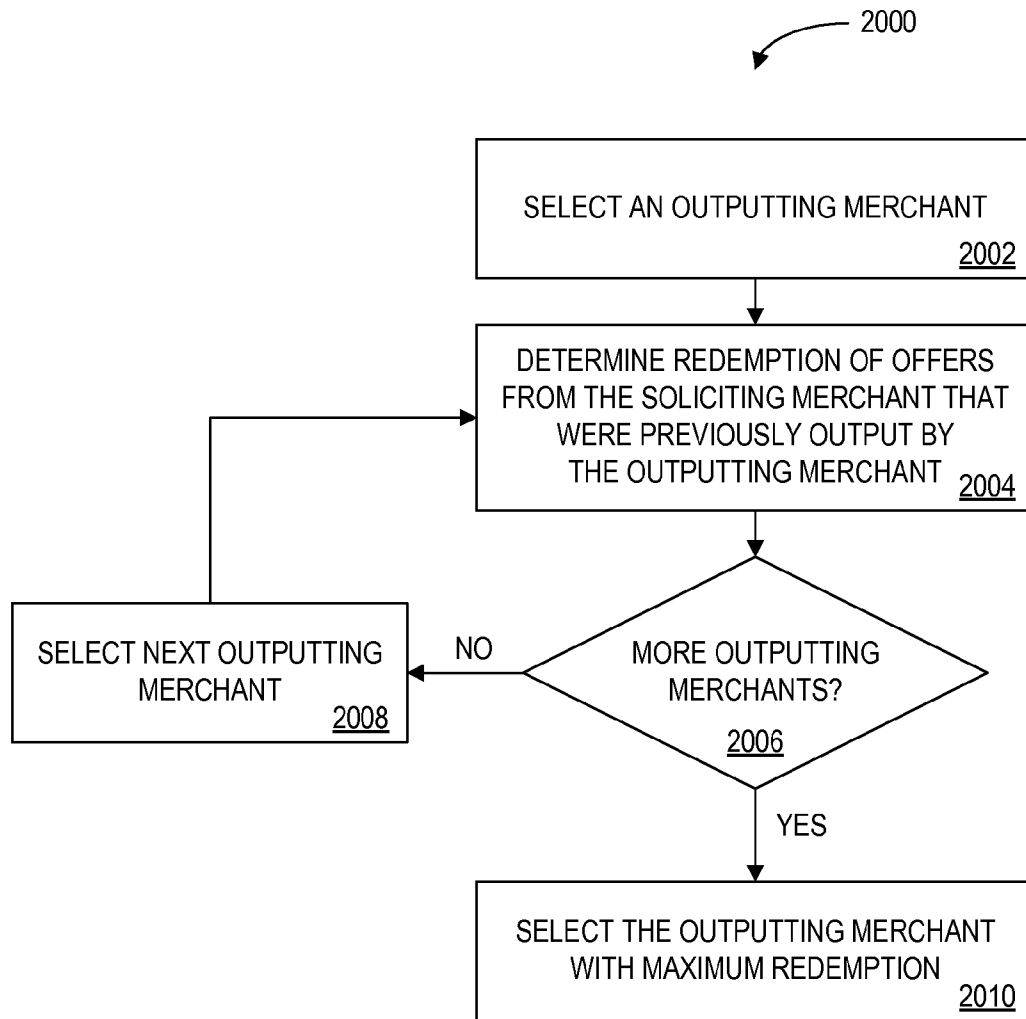 2000
SELECT AN OUTPUTTING MERCHANT
2002
DETERMINE REDEMPTION OF OFFERS
FROM THE SOLICITING MERCHANT THAT
WERE PREVIOUSLY OUTPUT BY
THE OUTPUTTING MERCHANT
2004
MORE OUTPUTTING
MERCHANTS?
2006
NO
SELECT NEXT OUTPUTTING
MERCHANT
2008
YES
SELECT THE OUTPUTTING MERCHANT
WITH MAXIMUM REDEMPTION
2010